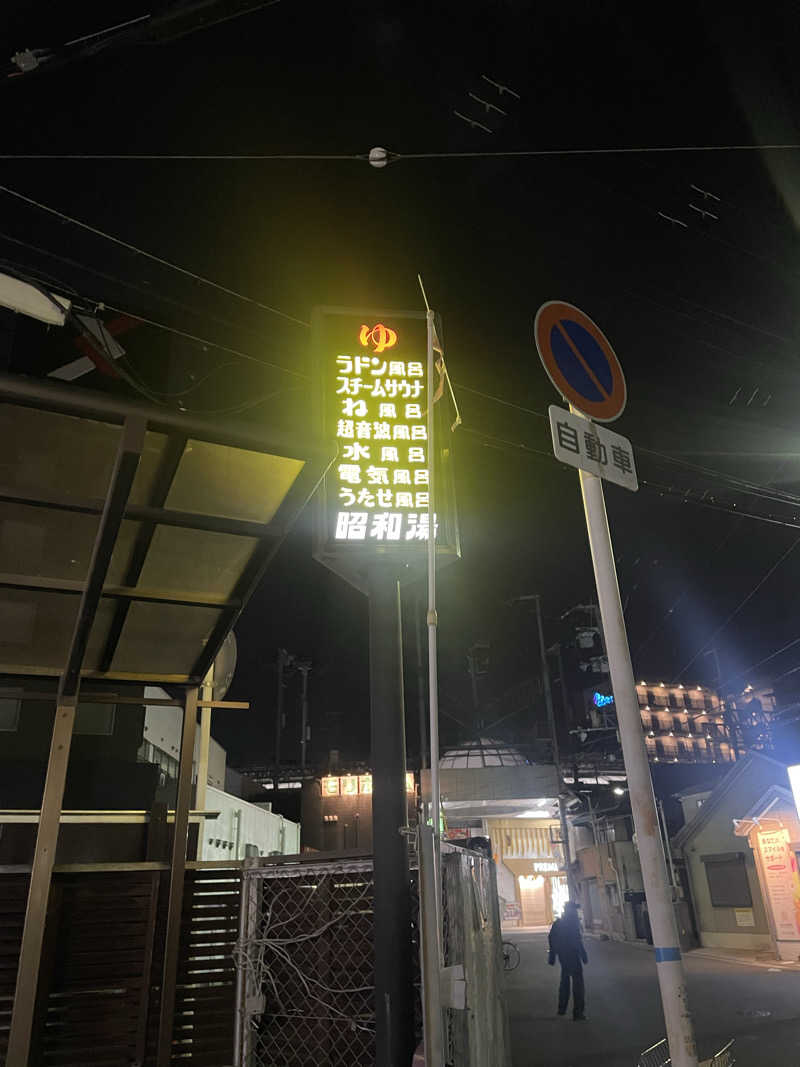 ゆ
ラドン風呂
スチームサウナ
ね風呂
超音波風呂
水風呂
電気風呂
うたせ風呂
昭和湯
自動車
PREMA